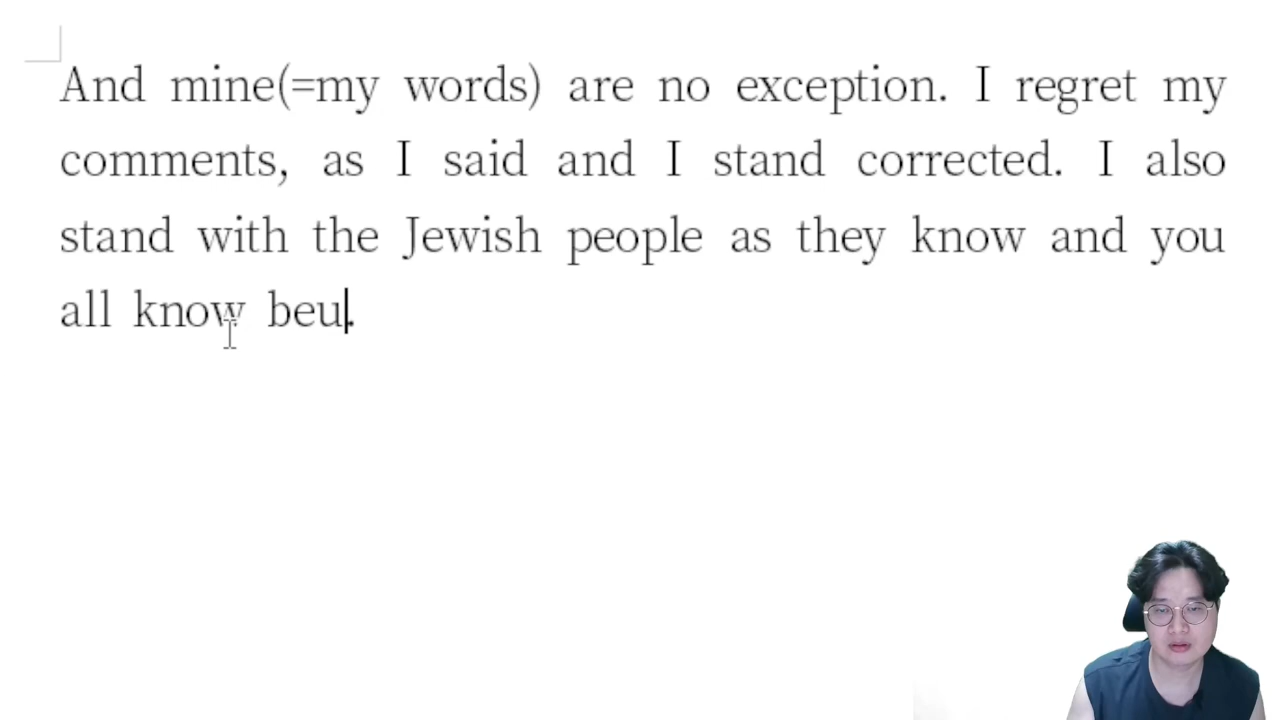 And mine(=my words) are no exception. I regret my
comments, as I said and I stand corrected. I also
stand with the Jewish people as they know and you
all know beu.